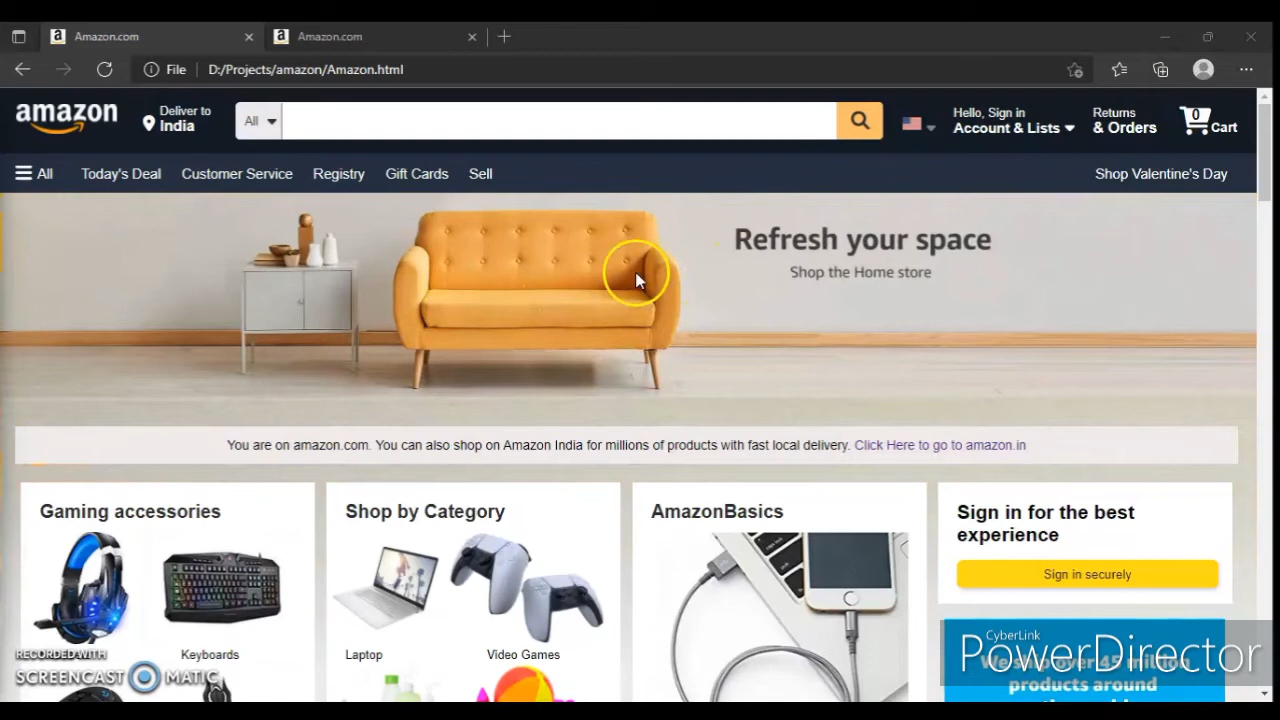 Amazon.com
Amazon.com
File D:/Projects/amazon/Amazon.html
amazon
Deliver to
India
All
Hello, Sign in
Account & Lists
Returns
& Orders
0
Cart
All Today's Deal Customer Service Registry Gift Cards Sell Shop Valentine's Day
Refresh your space
Shop the Home store
You are on amazon.com. You can also shop on Amazon India for millions of products with fast local delivery. Click Here to go to amazon.in
Gaming accessories
Shop by Category
AmazonBasics
Sign in for the best
experience
Sign in securely
Keyboards
Laptop
Video Games
RECORDED WITH
SCREENCAST MATIC
CyberLink
PowerDirector
We ship over 45 million
products around